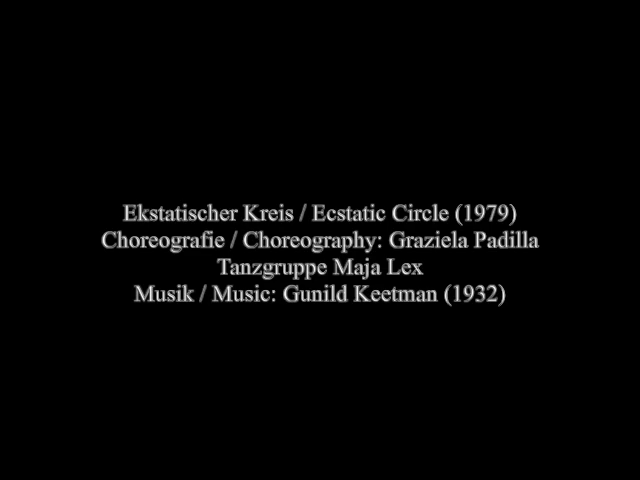 Ekstatischer Kreis / Ecstatic Circle (1979)
Choreografie / Choreography: Graziela Padilla
Tanzgruppe Maja Lex
Musik / Music: Gunild Keetman (1932)